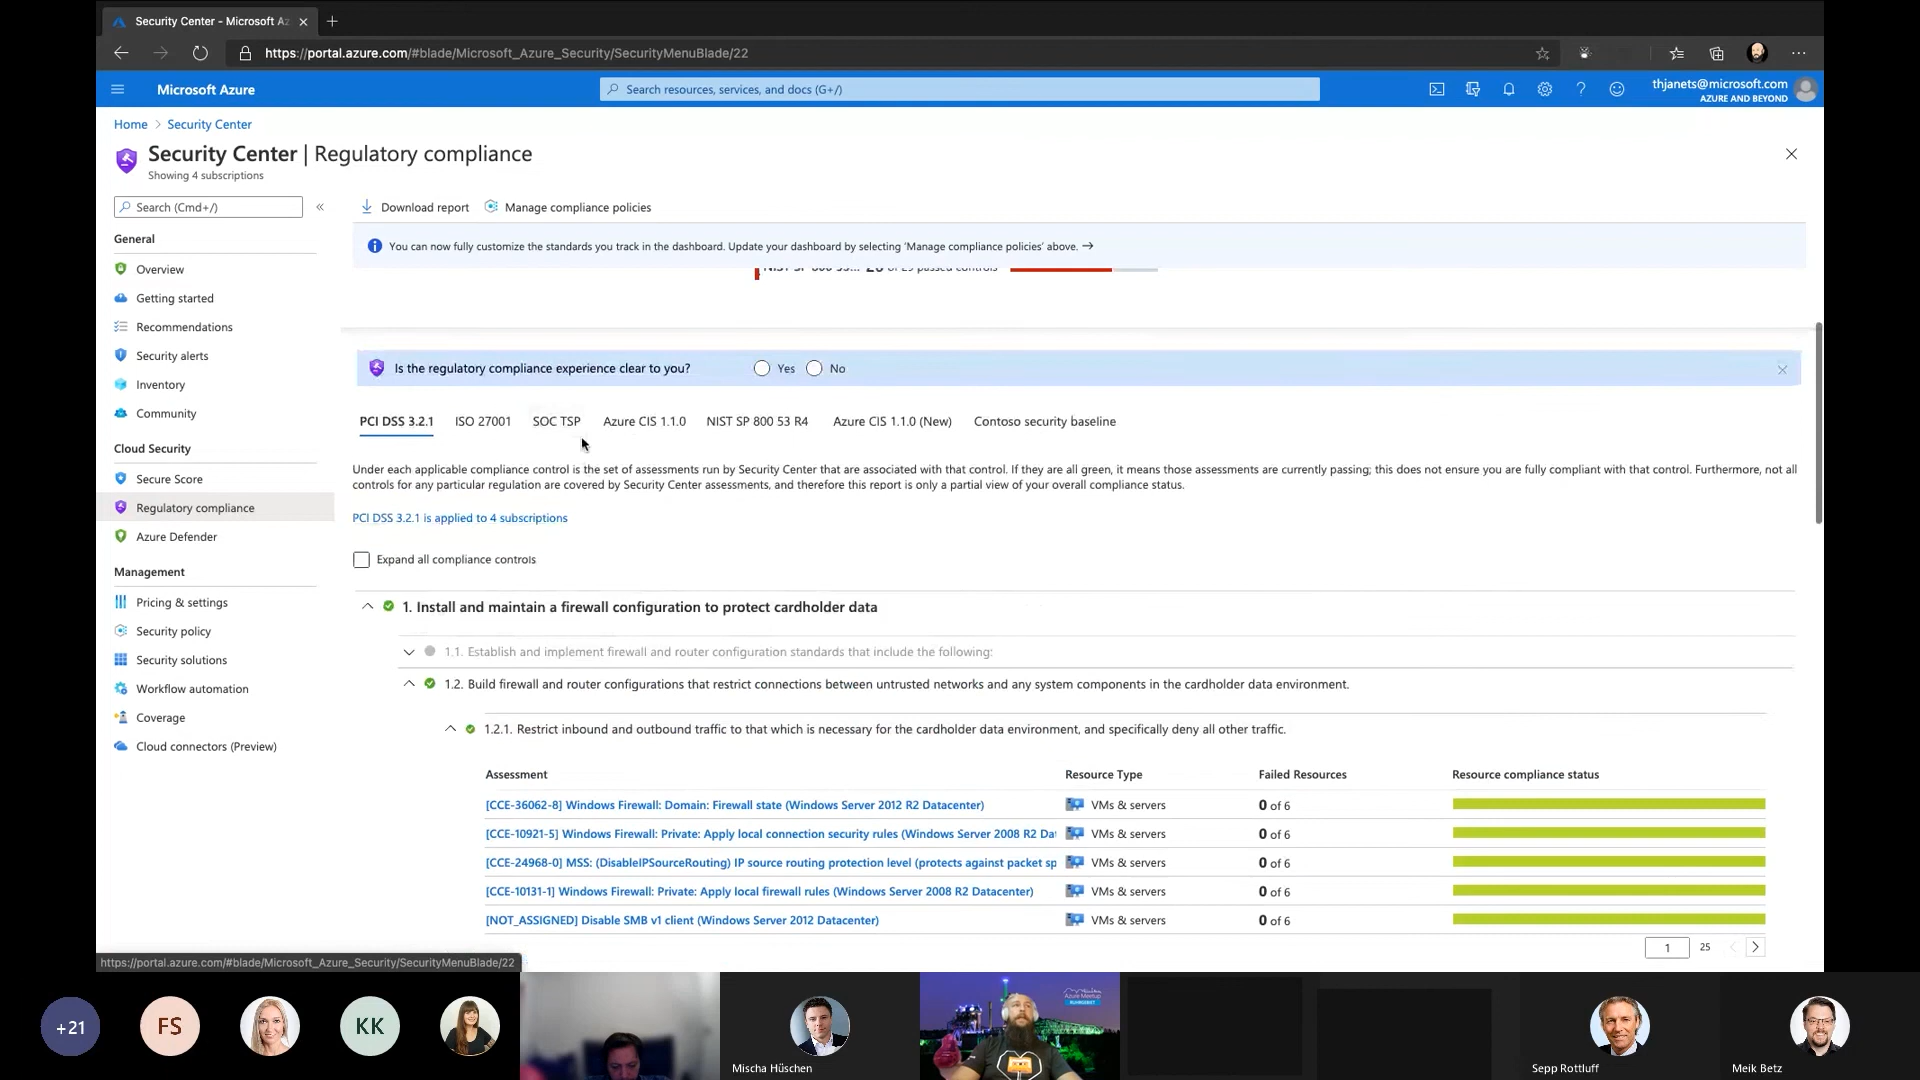 Security Center - Microsoft Az
https://portal.azure.com/#blade/Microsoft_Azure_Security/SecurityMenuBlade/22
Microsoft Azure
Search resources, services, and docs (G+/)
thjanets@microsoft.com
AZURE AND BEYOND
Home > Security Center
Security Center | Regulatory compliance
Showing 4 subscriptions
Search (Cmd+/)
«
Download report
Manage compliance policies
You can now fully customize the standards you track in the dashboard. Update your dashboard by selecting 'Manage compliance policies' above. →
General
Overview
Getting started
Recommendations
Security alerts
Inventory
Community
Cloud Security
Secure Score
Regulatory compliance
Azure Defender
Management
Pricing & settings
Security policy
Security solutions
Workflow automation
Coverage
Cloud connectors (Preview)
NIST SP 800 53... 20 of 29 passed controls
Is the regulatory compliance experience clear to you?
Yes
No
PCI DSS 3.2.1
ISO 27001
SOC TSP
Azure CIS 1.1.0
NIST SP 800 53 R4
Azure CIS 1.1.0 (New)
Contoso security baseline
Under each applicable compliance control is the set of assessments run by Security Center that are associated with that control. If they are all green, it means those assessments are currently passing; this does not ensure you are fully compliant with that control. Furthermore, not all
controls for any particular regulation are covered by Security Center assessments, and therefore this report is only a partial view of your overall compliance status.
PCI DSS 3.2.1 is applied to 4 subscriptions
Expand all compliance controls
1. Install and maintain a firewall configuration to protect cardholder data
1.1. Establish and implement firewall and router configuration standards that include the following:
1.2. Build firewall and router configurations that restrict connections between untrusted networks and any system components in the cardholder data environment.
1.2.1. Restrict inbound and outbound traffic to that which is necessary for the cardholder data environment, and specifically deny all other traffic.
Assessment Resource Type Failed Resources Resource compliance status
[CCE-36062-8] Windows Firewall: Domain: Firewall state (Windows Server 2012 R2 Datacenter) VMs & servers 0 of 6
[CCE-10921-5] Windows Firewall: Private: Apply local connection security rules (Windows Server 2008 R2 Da VMs & servers 0 of 6
[CCE-24968-0] MSS: (DisableIPSourceRouting) IP source routing protection level (protects against packet sp VMs & servers 0 of 6
[CCE-10131-1] Windows Firewall: Private: Apply local firewall rules (Windows Server 2008 R2 Datacenter) VMs & servers 0 of 6
[NOT_ASSIGNED] Disable SMB v1 client (Windows Server 2012 Datacenter) VMs & servers 0 of 6
1 25
https://portal.azure.com/#blade/Microsoft_Azure_Security/SecurityMenuBlade/22
+21
FS
KK
Mischa Hüschen
Azure Meetup
RUHRGEBIET
Sepp Rottluff
Meik Betz